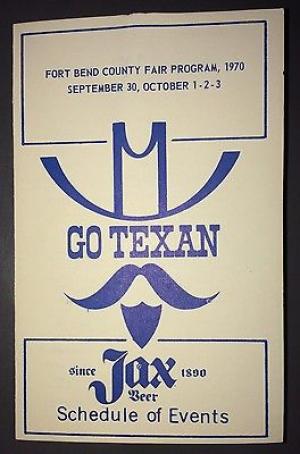 FORT BEND COUNTY FAIR PROGRAM, 1970
SEPTEMBER 30, OCTOBER 1-2-3
GO TEXAN
since Jax 1890
Beer
Schedule of Events